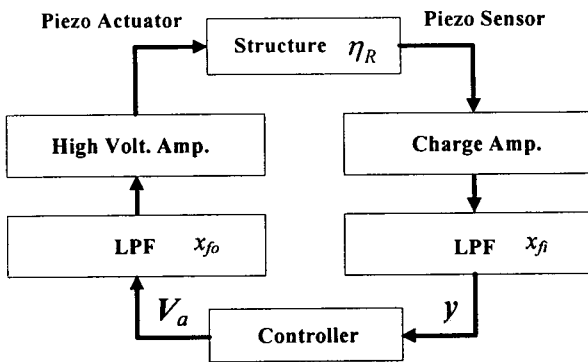 Piezo Actuator
Piezo Sensor
Structure η_R
High Volt. Amp.
Charge Amp.
LPF x_fo
LPF x_fi
V_a
y
Controller